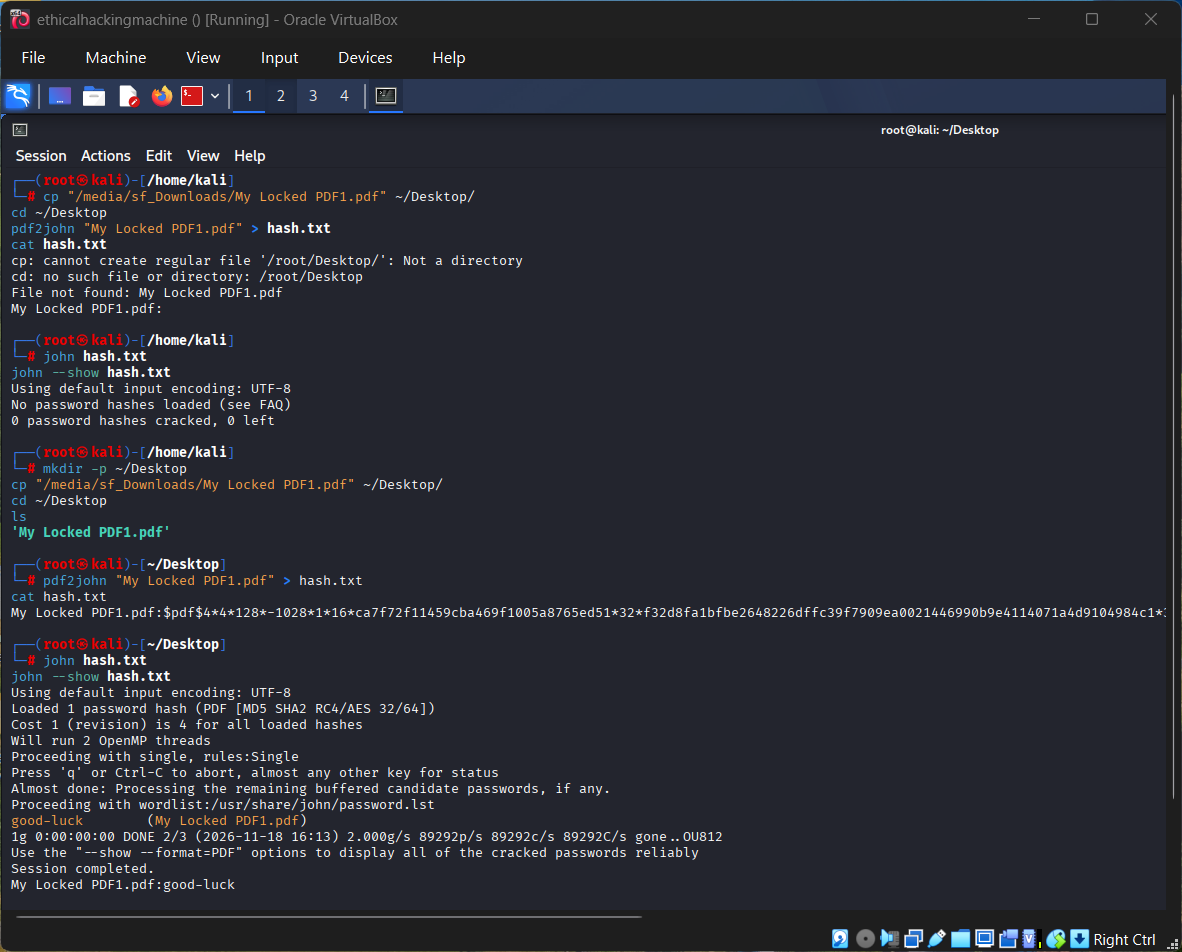 ethicalhackingmachine () [Running] - Oracle VirtualBox
File Machine View Input Devices Help
1 2 3 4
root@kali: ~/Desktop
Session Actions Edit View Help
┌──(root㉿kali)-[/home/kali]
└─# cp "/media/sf_Downloads/My Locked PDF1.pdf" ~/Desktop/
cd ~/Desktop
pdf2john "My Locked PDF1.pdf" > hash.txt
cat hash.txt
cp: cannot create regular file '/root/Desktop/': Not a directory
cd: no such file or directory: /root/Desktop
File not found: My Locked PDF1.pdf
My Locked PDF1.pdf:
┌──(root㉿kali)-[/home/kali]
└─# john hash.txt
john --show hash.txt
Using default input encoding: UTF-8
No password hashes loaded (see FAQ)
0 password hashes cracked, 0 left
┌──(root㉿kali)-[/home/kali]
└─# mkdir -p ~/Desktop
cp "/media/sf_Downloads/My Locked PDF1.pdf" ~/Desktop/
cd ~/Desktop
ls
'My Locked PDF1.pdf'
┌──(root㉿kali)-[~/Desktop]
└─# pdf2john "My Locked PDF1.pdf" > hash.txt
cat hash.txt
My Locked PDF1.pdf:$pdf$4*4*128*-1028*1*16*ca7f72f11459cba469f1005a8765ed51*32*f32d8fa1bfbe2648226dffc39f7909ea0021446990b9e4114071a4d9104984c1*3
┌──(root㉿kali)-[~/Desktop]
└─# john hash.txt
john --show hash.txt
Using default input encoding: UTF-8
Loaded 1 password hash (PDF [MD5 SHA2 RC4/AES 32/64])
Cost 1 (revision) is 4 for all loaded hashes
Will run 2 OpenMP threads
Proceeding with single, rules:Single
Press 'q' or Ctrl-C to abort, almost any other key for status
Almost done: Processing the remaining buffered candidate passwords, if any.
Proceeding with wordlist:/usr/share/john/password.lst
good-luck (My Locked PDF1.pdf)
1g 0:00:00:00 DONE 2/3 (2026-11-18 16:13) 2.000g/s 89292p/s 89292c/s 89292C/s gone..OU812
Use the "--show --format=PDF" options to display all of the cracked passwords reliably
Session completed.
My Locked PDF1.pdf:good-luck
Right Ctrl